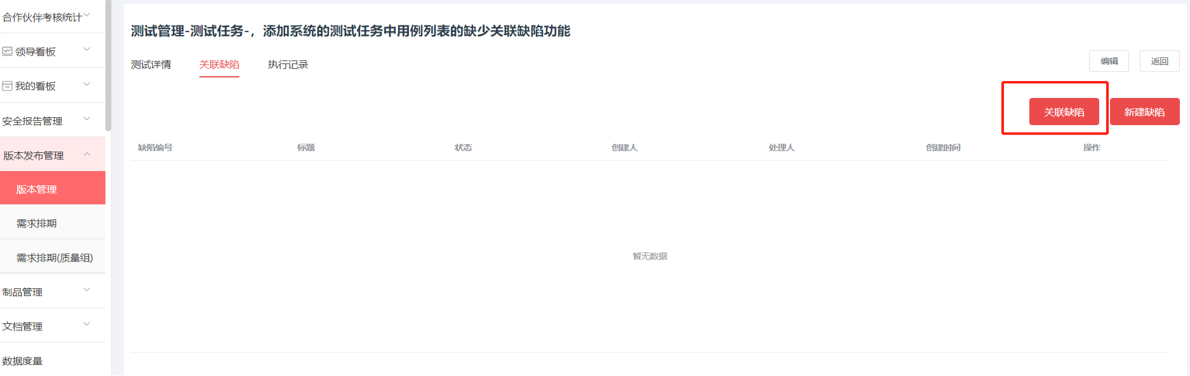 合作伙伴考核统计
领导看板
我的看板
安全报告管理
版本发布管理
版本管理
需求排期
需求排期(质量组)
制品管理
文档管理
数据度量
测试管理-测试任务-，添加系统的测试任务中用例列表的缺少关联缺陷功能
测试详情 关联缺陷 执行记录
编辑 返回
关联缺陷 新建缺陷
缺陷编号 标题 状态 创建人 处理人 创建时间 操作
暂无数据